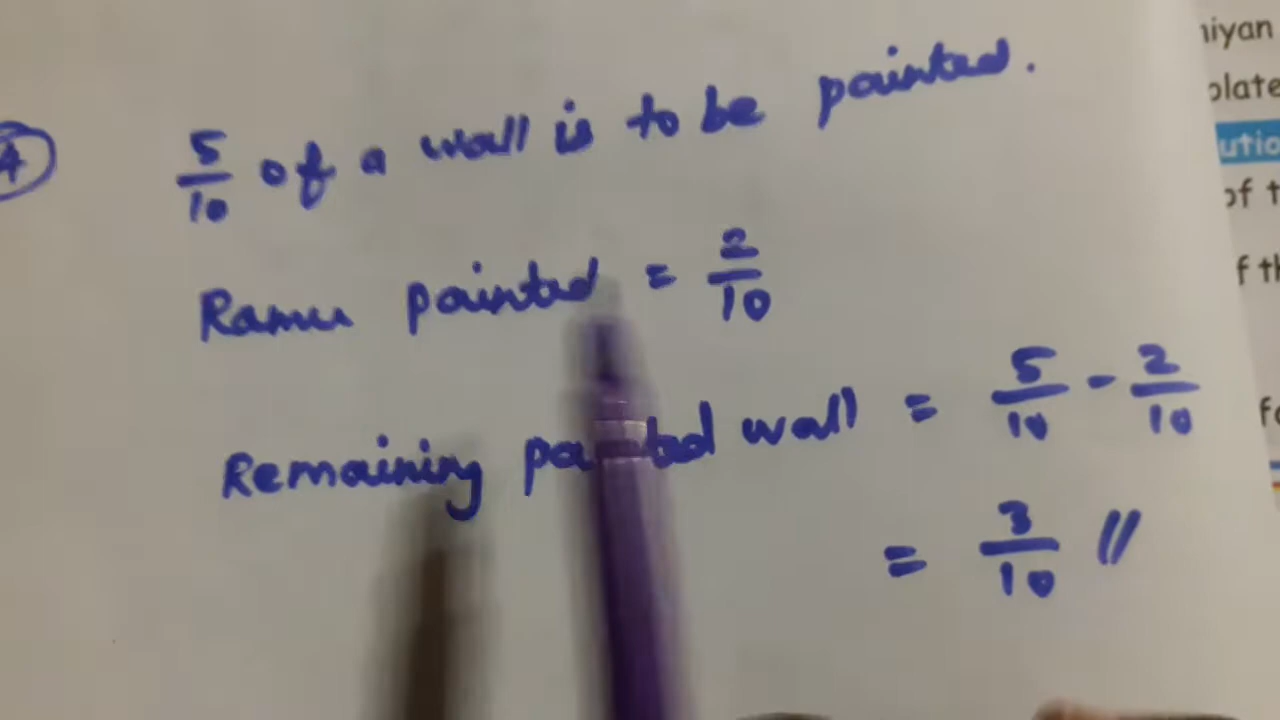 4
5/10 of a wall is to be painted.
Ramu painted = 2/10
Remaining wall = 5/10 - 2/10
= 3/10 //